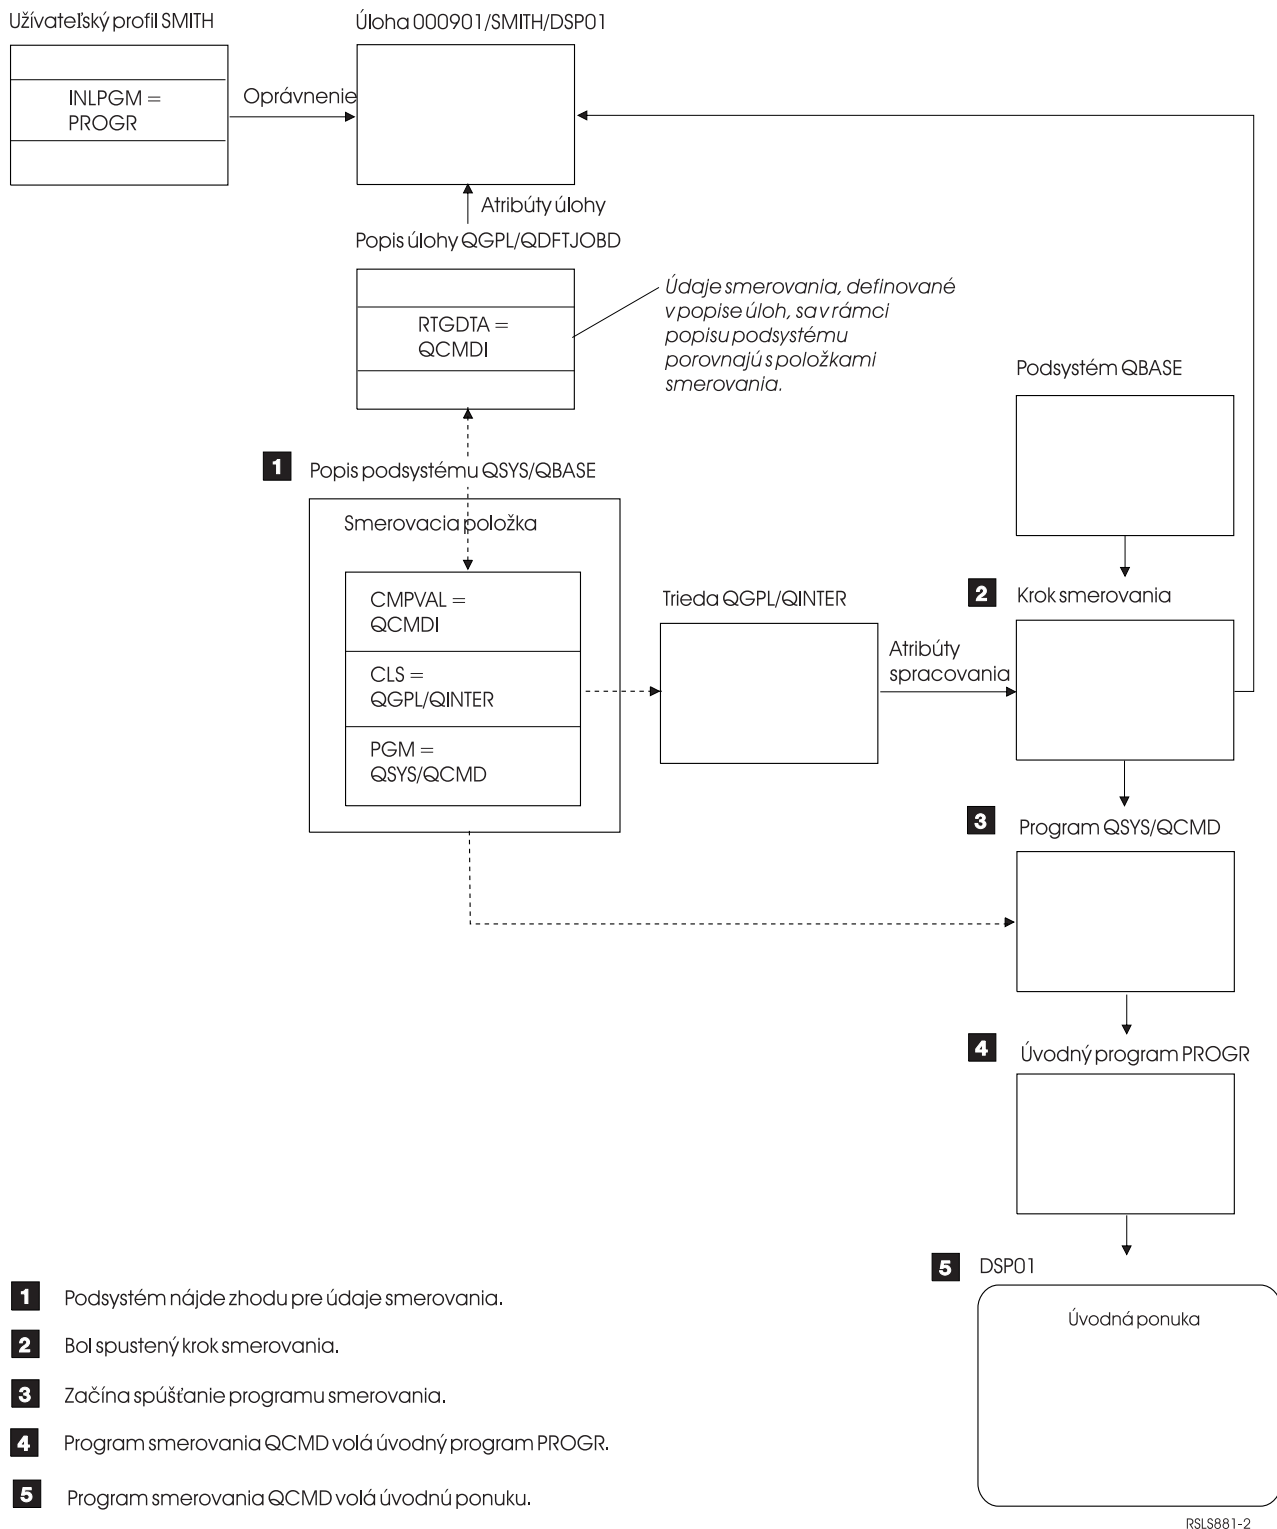 Užívateľský profil SMITH
Úloha 000901/SMITH/DSP01
INLPGM =
PROGR
Oprávnenie
Atribúty úlohy
Popis úlohy QGPL/QDFTJOBD
RTGDTA =
QCMDI
Údaje smerovania, definované
v popise úloh, sa v rámci
popisu podsystému
porovnajú s položkami
smerovania.
Podsystém QBASE
1 Popis podsystému QSYS/QBASE
Smerovacia položka
CMPVAL =
QCMDI
CLS =
QGPL/QINTER
PGM =
QSYS/QCMD
Trieda QGPL/QINTER
Atribúty
spracovania
2 Krok smerovania
3 Program QSYS/QCMD
4 Úvodný program PROGR
5 DSP01
Úvodná ponuka
1 Podsystém nájde zhodu pre údaje smerovania.
2 Bol spustený krok smerovania.
3 Začína spúšťanie programu smerovania.
4 Program smerovania QCMD volá úvodný program PROGR.
5 Program smerovania QCMD volá úvodnú ponuku.
RSLS881-2